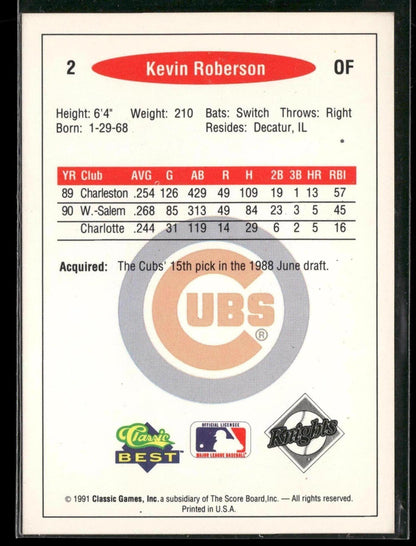 2 Kevin Roberson OF
Height: 6'4" Weight: 210 Bats: Switch Throws: Right
Born: 1-29-68 Resides: Decatur, IL
YR Club AVG G AB R H 2B 3B HR RBI
89 Charleston .254 126 429 49 109 19 1 13 57
90 W.-Salem .268 85 313 49 84 23 3 5 45
Charlotte .244 31 119 14 29 6 2 5 16
Acquired: The Cubs' 15th pick in the 1988 June draft.
CUBS®
Classic
BEST
OFFICIAL LICENSEE
MAJOR LEAGUE BASEBALL
Knights
© 1991 Classic Games, Inc. a subsidiary of The Score Board, Inc. — All rights reserved.
Printed in U.S.A.